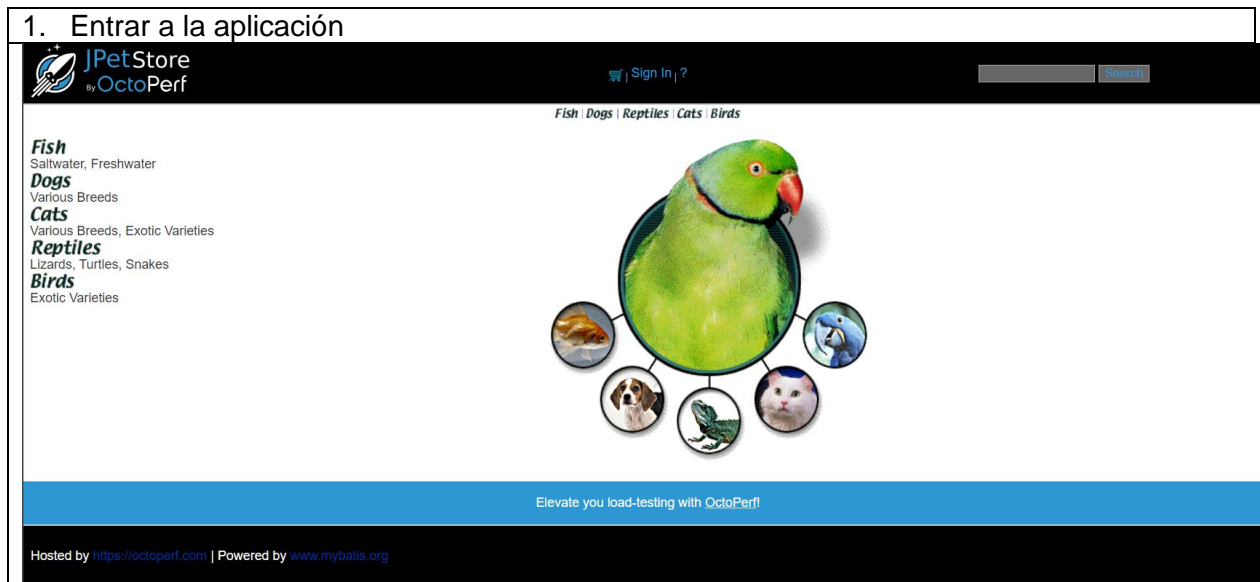 1. Entrar a la aplicación
JPetStore
By OctoPerf
| Sign In | ?
Search
Fish | Dogs | Reptiles | Cats | Birds
Fish
Saltwater, Freshwater
Dogs
Various Breeds
Cats
Various Breeds, Exotic Varieties
Reptiles
Lizards, Turtles, Snakes
Birds
Exotic Varieties
Elevate you load-testing with OctoPerf!
Hosted by https://octoperf.com | Powered by www.mybatis.org